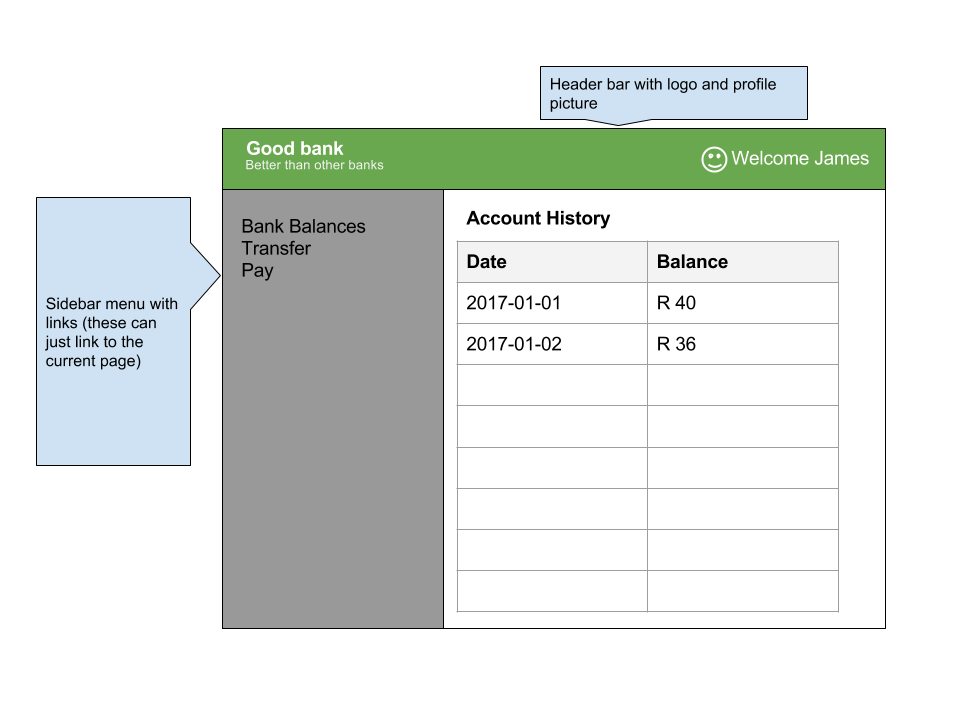 Header bar with logo and profile
picture
Good bank
Better than other banks
Welcome James
Sidebar menu with
links (these can
just link to the
current page)
Bank Balances
Transfer
Pay
Account History
Date Balance
2017-01-01 R 40
2017-01-02 R 36